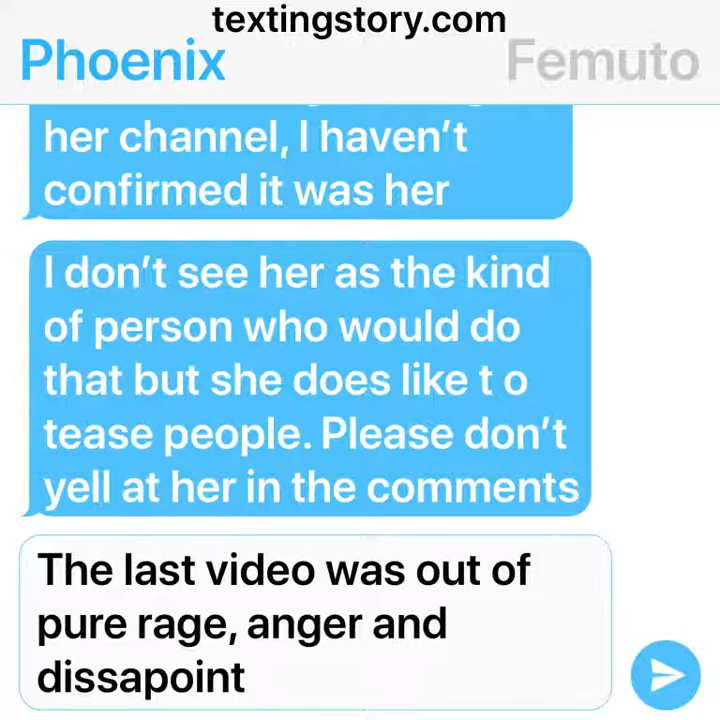 textingstory.com
Phoenix
Femuto
her channel, I haven’t
confirmed it was her
I don’t see her as the kind
of person who would do
that but she does like t o
tease people. Please don’t
yell at her in the comments
The last video was out of
pure rage, anger and
dissapoint